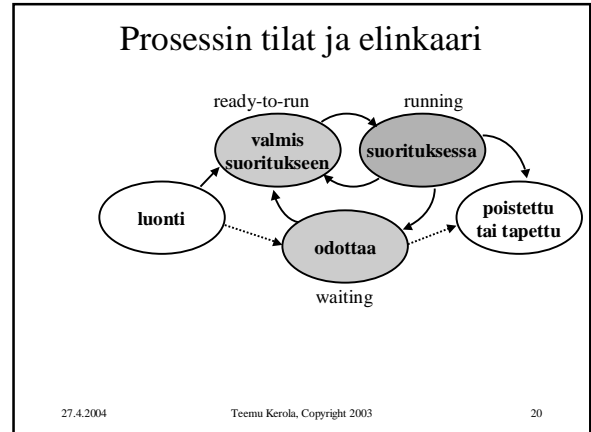 Prosessin tilat ja elinkaari
ready-to-run
running
valmis
suoritukseen
suorituksessa
luonti
odottaa
poistettu
tai tapettu
waiting
27.4.2004
Teemu Kerola, Copyright 2003
20